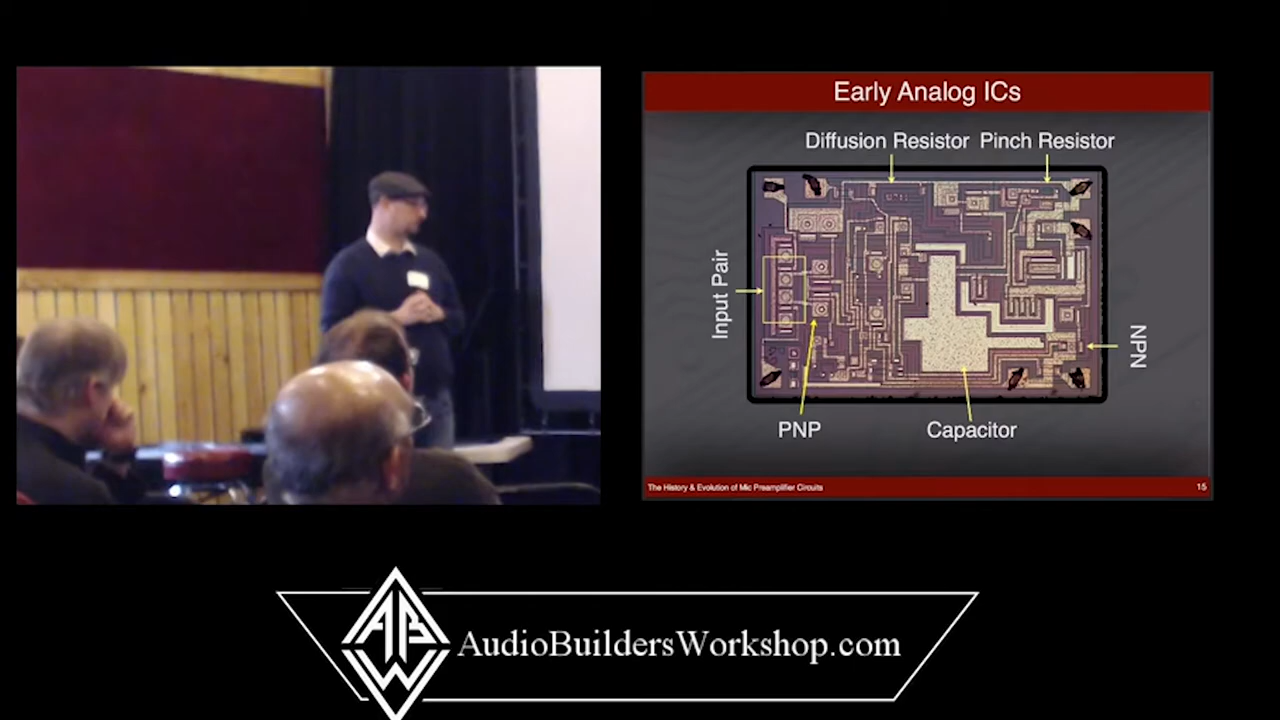 Early Analog ICs
Diffusion Resistor Pinch Resistor
Input Pair
NPN
PNP
Capacitor
The History & Evolution of Mic Preamplifier Circuits
15
ABW
AudioBuildersWorkshop.com